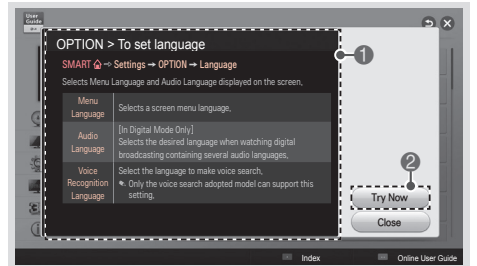 User
Guide
OPTION > To set language
SMART ➾ Settings ➙ OPTION ➙ Language
Selects Menu Language and Audio Language displayed on the screen.
Menu
Language
Selects a screen menu language.
Audio
Language
[In Digital Mode Only]
Selects the desired language when watching digital
broadcasting containing several audio languages.
Voice
Recognition
Language
Select the language to make voice search.
Only the voice search adopted model can support this
setting.
1
2
Try Now
Close
Index
Online User Guide